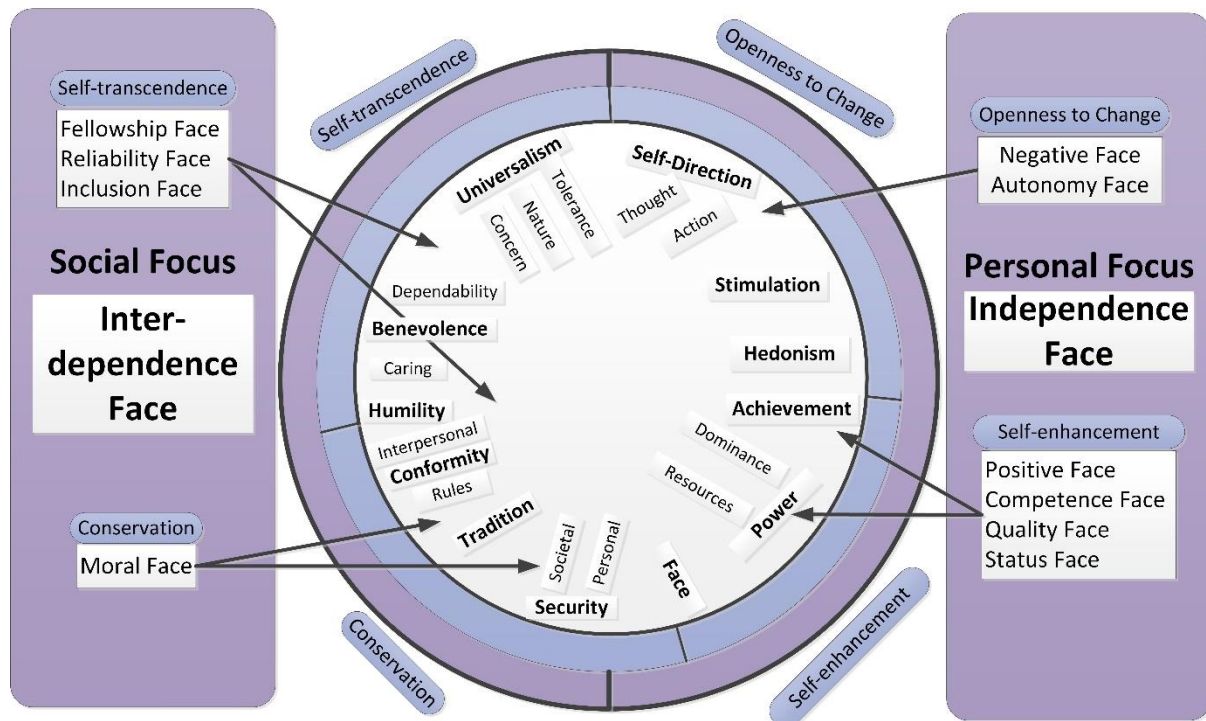 Self-transcendence
Fellowship Face
Reliability Face
Inclusion Face
Social Focus
Inter-
dependence
Face
Conservation
Moral Face
Self-transcendence
Openness to Change
Conservation
Self-enhancement
Universalism
Concern
Nature
Tolerance
Self-Direction
Thought
Action
Stimulation
Hedonism
Achievement
Dominance
Resources
Power
Face
Personal
Societal
Security
Tradition
Rules
Conformity
Interpersonal
Humility
Caring
Benevolence
Dependability
Openness to Change
Negative Face
Autonomy Face
Personal Focus
Independence
Face
Self-enhancement
Positive Face
Competence Face
Quality Face
Status Face